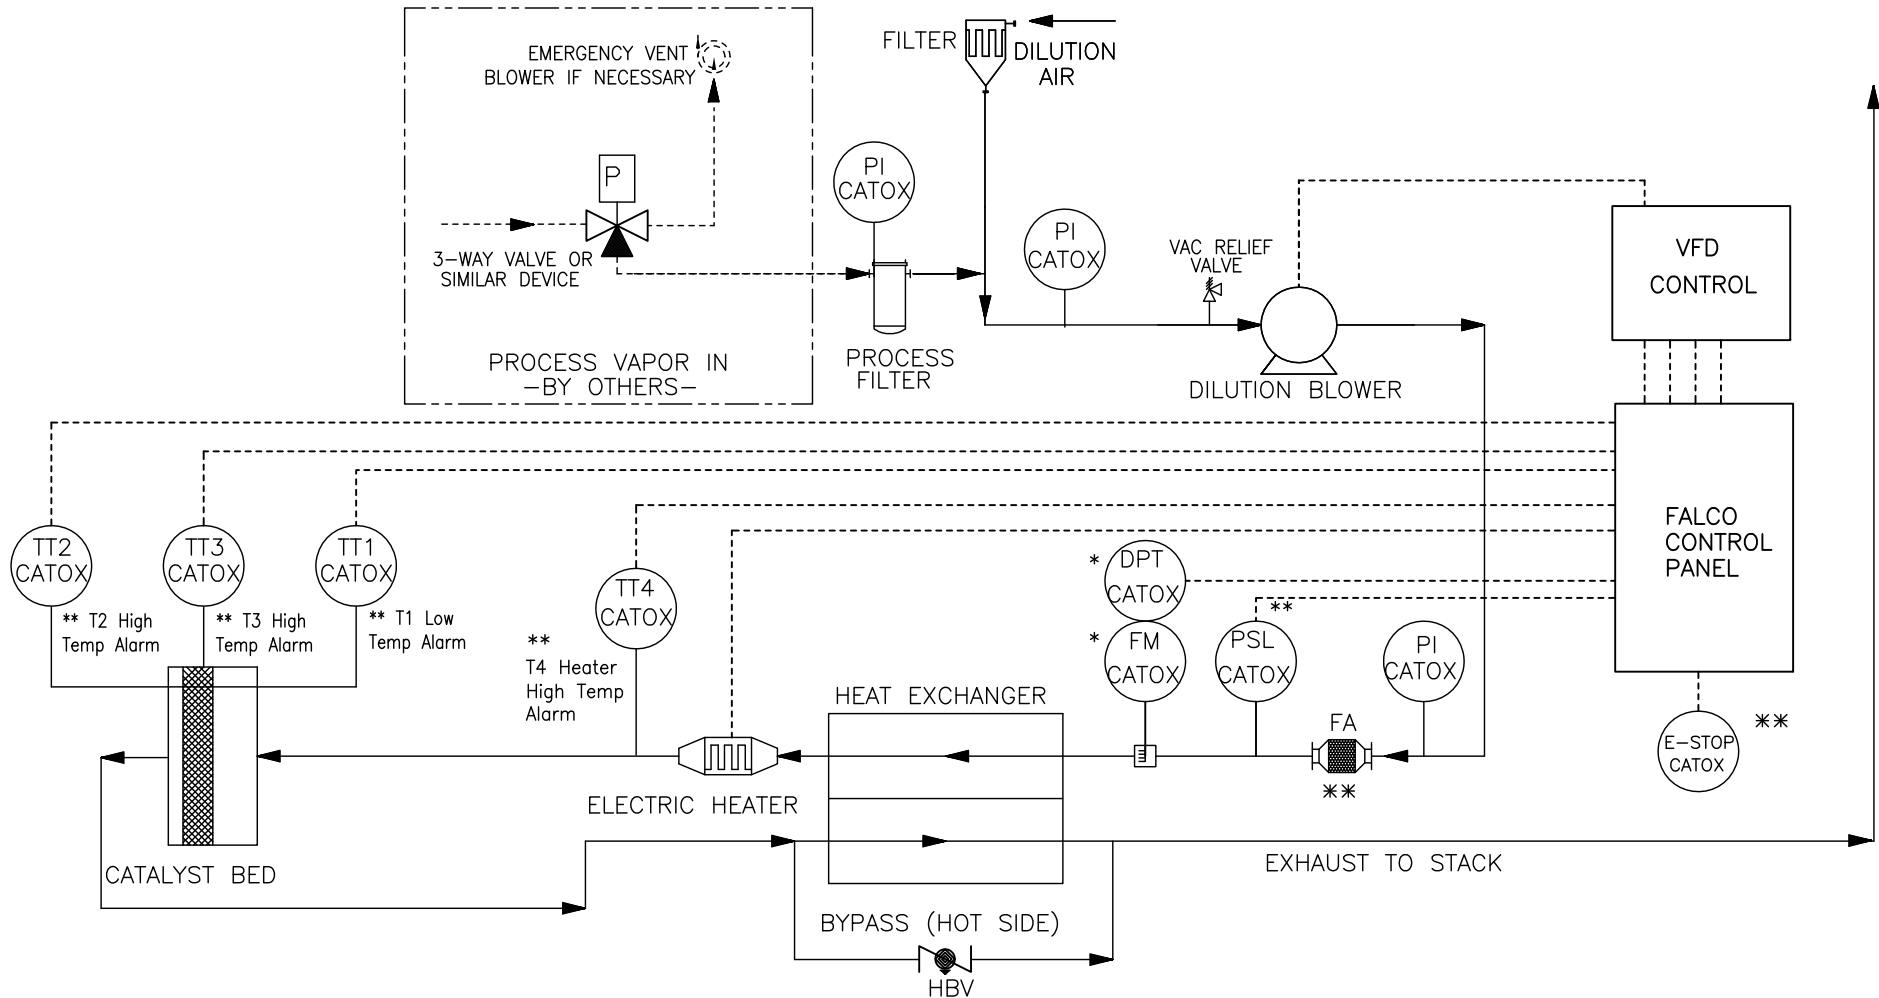 EMERGENCY VENT
BLOWER IF NECESSARY
FILTER
DILUTION
AIR
P
3-WAY VALVE OR
SIMILAR DEVICE
PROCESS VAPOR IN
-BY OTHERS-
PI
CATOX
PROCESS
FILTER
PI
CATOX
VAC RELIEF
VALVE
DILUTION BLOWER
VFD
CONTROL
FALCO
CONTROL
PANEL
TT2
CATOX
** T2 High
Temp Alarm
TT3
CATOX
** T3 High
Temp Alarm
TT1
CATOX
** T1 Low
Temp Alarm
TT4
CATOX
**
T4 Heater
High Temp
Alarm
* DPT
CATOX
* FM
CATOX
**
PSL
CATOX
PI
CATOX
E-STOP
CATOX
**
HEAT EXCHANGER
FA
**
ELECTRIC HEATER
CATALYST BED
EXHAUST TO STACK
BYPASS (HOT SIDE)
HBV